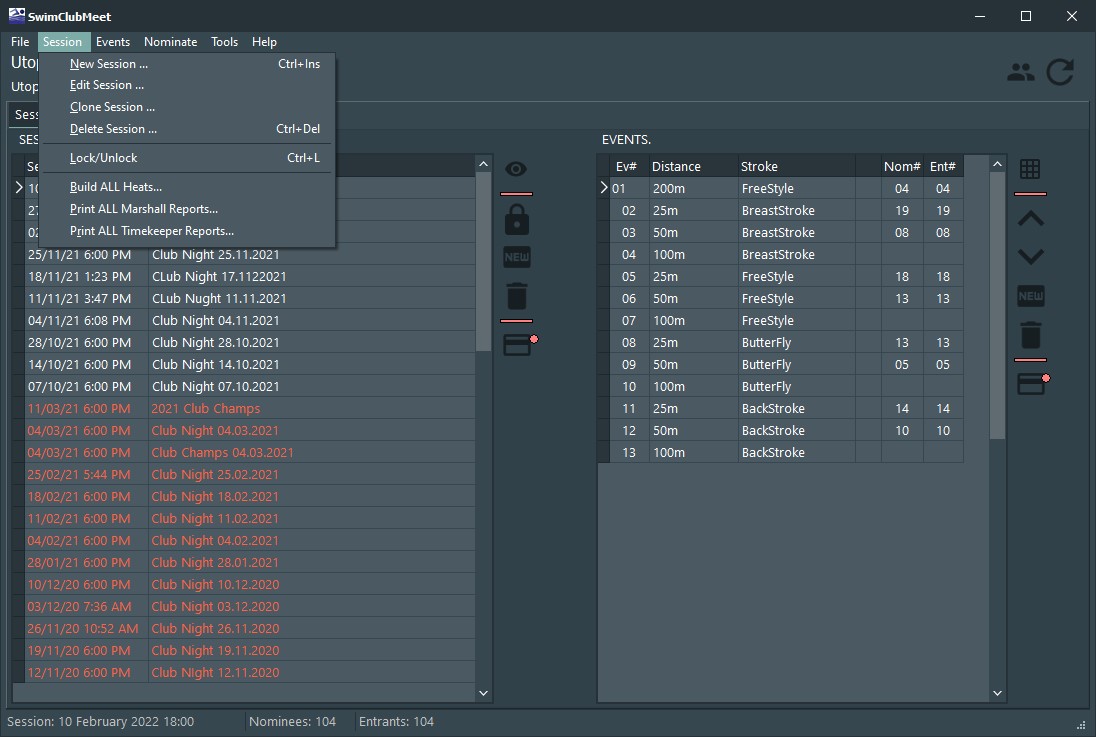 SwimClubMeet
File Session Events Nominate Tools Help
Utop
Utop
New Session ... Ctrl+Ins
Edit Session ...
Clone Session ...
Delete Session ... Ctrl+Del
Lock/Unlock Ctrl+L
Build ALL Heats...
Print ALL Marshall Reports...
Print ALL Timekeeper Reports...
Sess
SES
Se
10
27
02
25/11/21 6:00 PM Club Night 25.11.2021
18/11/21 1:23 PM CLub Night 17.1122021
11/11/21 3:47 PM CLub Nught 11.11.2021
04/11/21 6:08 PM Club Night 04.11.2021
28/10/21 6:00 PM Club Night 28.10.2021
14/10/21 6:00 PM Club Night 14.10.2021
07/10/21 6:00 PM Club Night 07.10.2021
11/03/21 6:00 PM 2021 Club Champs
04/03/21 6:00 PM Club Night 04.03.2021
04/03/21 6:00 PM Club Champs 04.03.2021
25/02/21 5:44 PM Club Night 25.02.2021
18/02/21 6:00 PM Club Night 18.02.2021
11/02/21 6:00 PM Club Night 11.02.2021
04/02/21 6:00 PM Club Night 04.02.2021
28/01/21 6:00 PM Club Night 28.01.2021
10/12/20 6:00 PM Club Night 10.12.2020
03/12/20 7:36 AM Club Night 03.12.2020
26/11/20 10:52 AM Club Night 26.11.2020
19/11/20 6:00 PM Club Night 19.11.2020
12/11/20 6:00 PM Club Night 12.11.2020
NEW
EVENTS.
Ev# Distance Stroke Nom# Ent#
01 200m FreeStyle 04 04
02 25m BreastStroke 19 19
03 50m BreastStroke 08 08
04 100m BreastStroke
05 25m FreeStyle 18 18
06 50m FreeStyle 13 13
07 100m FreeStyle
08 25m ButterFly 13 13
09 50m ButterFly 05 05
10 100m ButterFly
11 25m BackStroke 14 14
12 50m BackStroke 10 10
13 100m BackStroke
NEW
Session: 10 February 2022 18:00 Nominees: 104 Entrants: 104